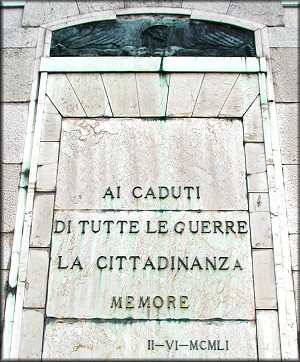 AI CADUTI
DI TUTTE LE GUERRE
LA CITTADINANZA
MEMORE
II-VI-MCMLI